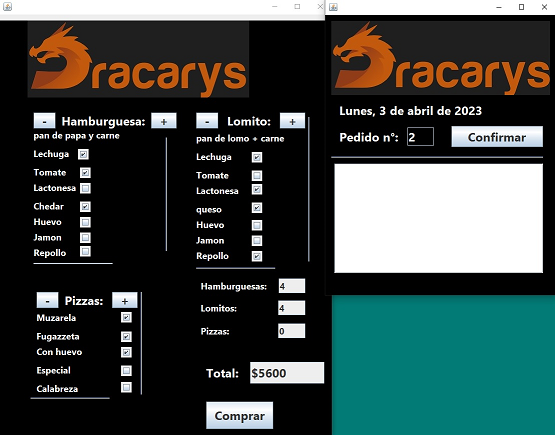 Dracarys
- Hamburguesa: +
pan de papa y carne
Lechuga
Tomate
Lactonesa
Chedar
Huevo
Jamon
Repollo
- Lomito: +
pan de lomo + carne
Lechuga
Tomate
Lactonesa
queso
Huevo
Jamon
Repollo
- Pizzas: +
Muzarela
Fugazzeta
Con huevo
Especial
Calabreza
Hamburguesas: 4
Lomitos: 4
Pizzas: 0
Total: $5600
Comprar
Dracarys
Lunes, 3 de abril de 2023
Pedido n°: 2 Confirmar